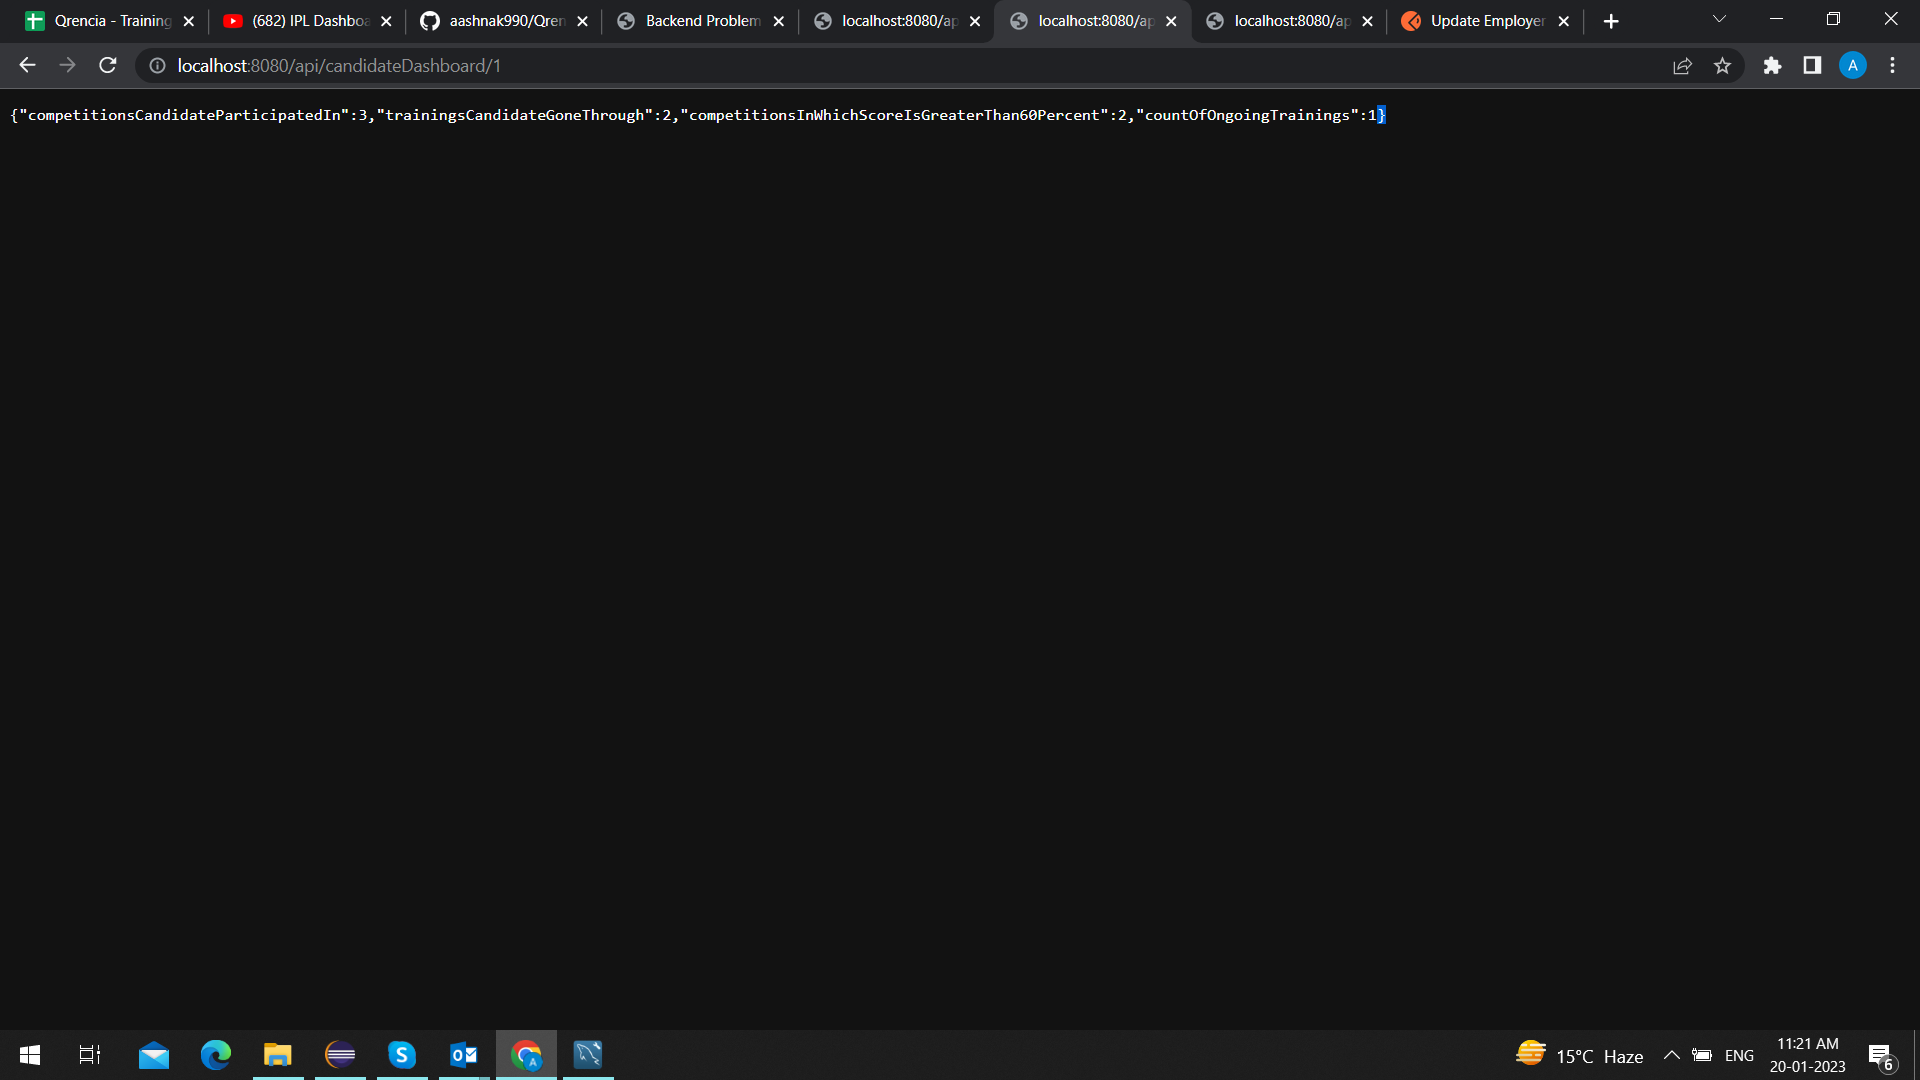 Qrencia - Training
(682) IPL Dashboa
aashnak990/Qren
Backend Problem
localhost:8080/ap
localhost:8080/ap
localhost:8080/ap
Update Employer
localhost:8080/api/candidateDashboard/1
A
{"competitionsCandidateParticipatedIn":3,"trainingsCandidateGoneThrough":2,"competitionsInWhichScoreIsGreaterThan60Percent":2,"countOfOngoingTrainings":1}
15°C Haze
ENG
11:21 AM
20-01-2023
6